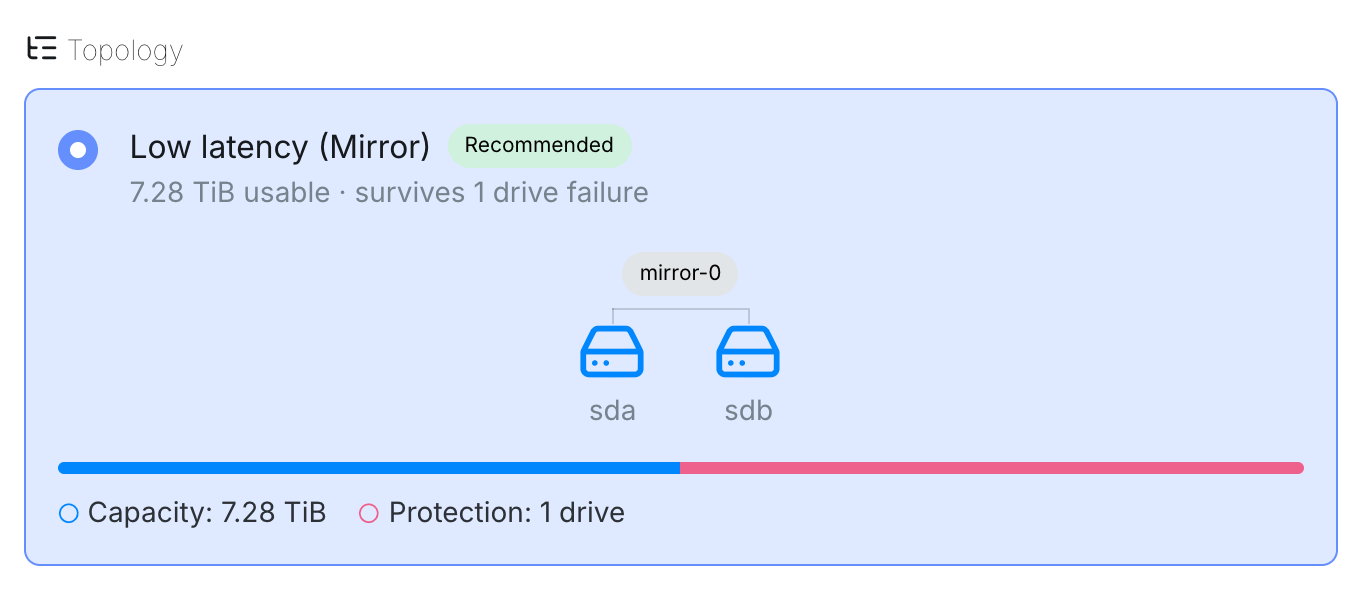 Topology
Low latency (Mirror) Recommended
7.28 TiB usable · survives 1 drive failure
mirror-0
sda sdb
Capacity: 7.28 TiB Protection: 1 drive